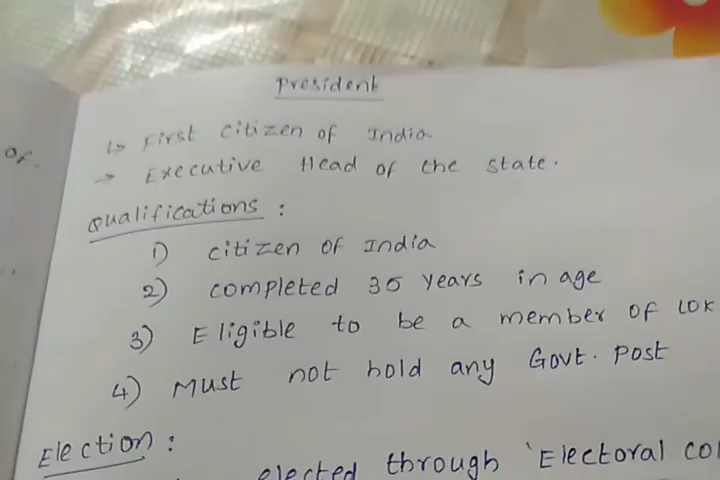 President
↳ First citizen of India
→ Executive Head of the state.
Qualifications :
1) citizen of India
2) completed 35 years in age
3) Eligible to be a member of LOK
4) Must not hold any Govt. Post
Election :
elected through 'Electoral col
of.